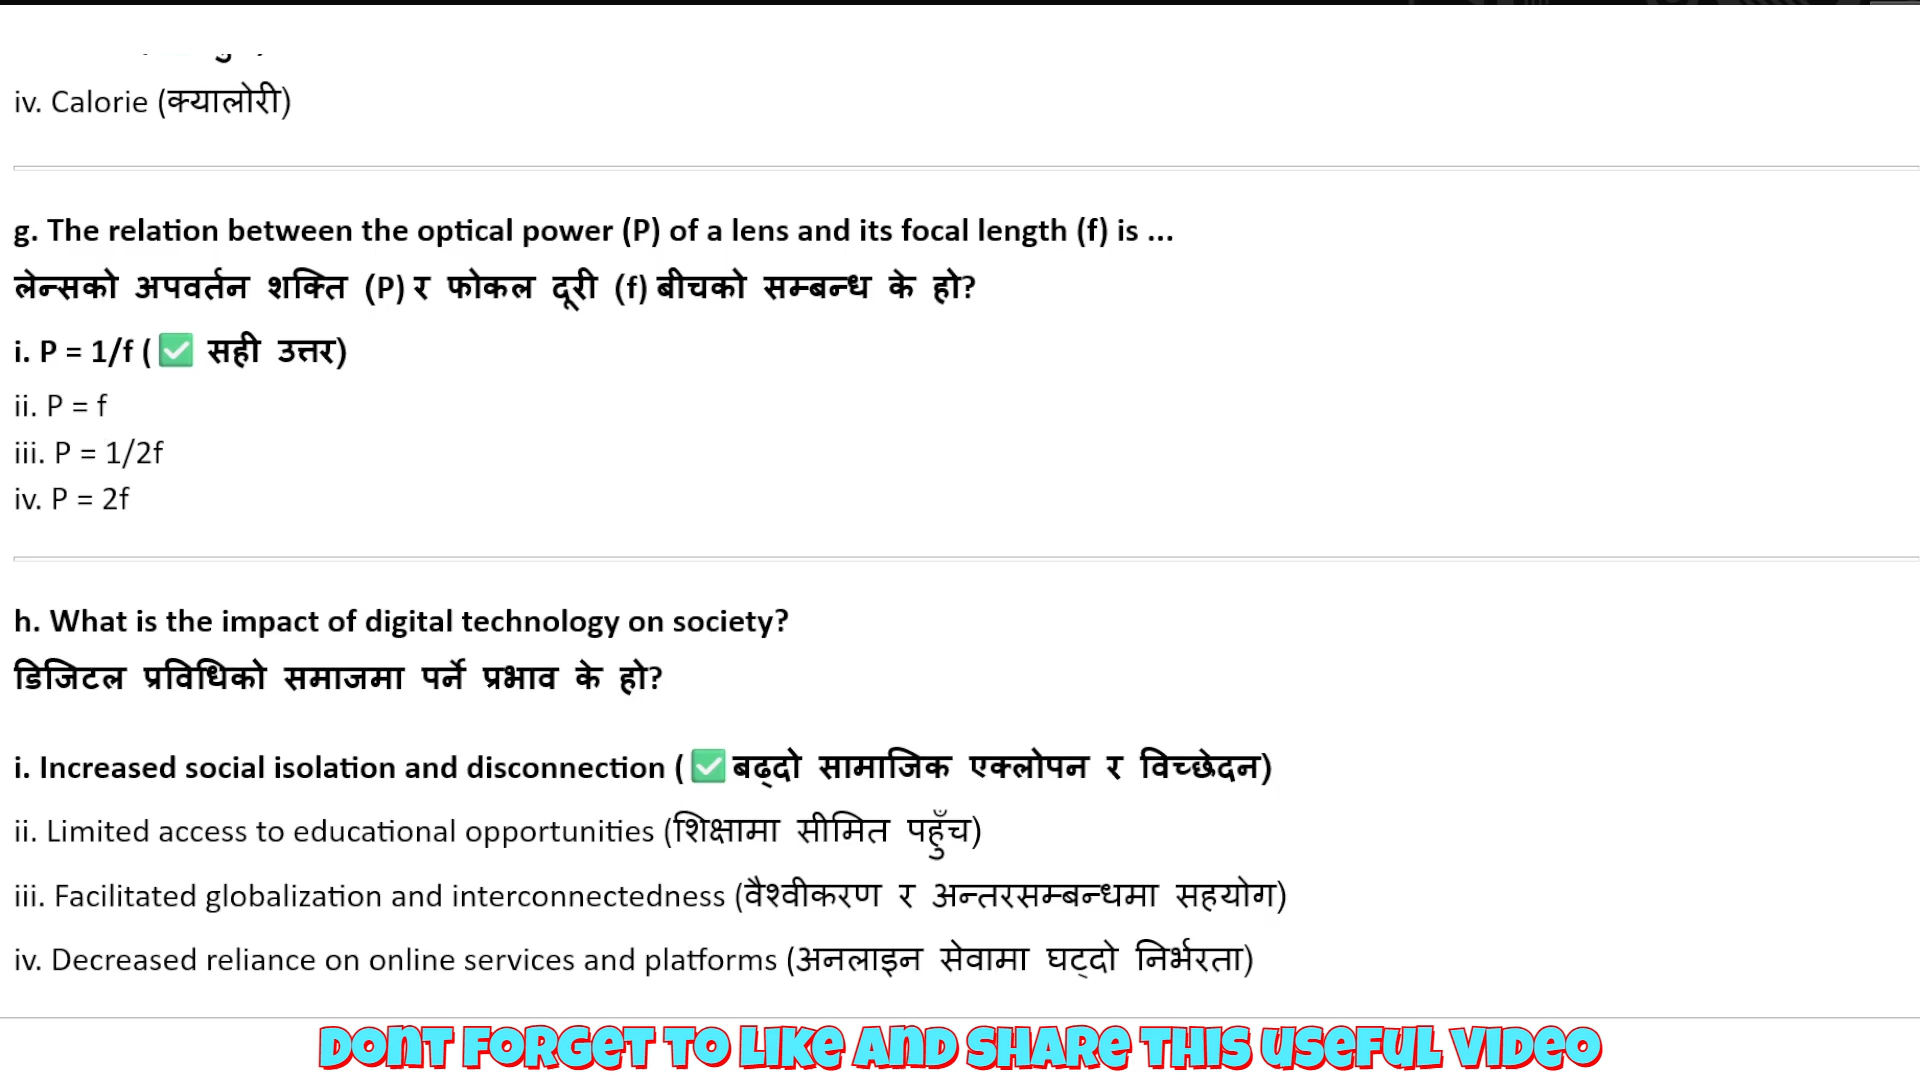 iv. Calorie (क्यालोरी)
g. The relation between the optical power (P) of a lens and its focal length (f) is ...
लेन्सको अपवर्तन शक्ति (P) र फोकल दूरी (f) बीचको सम्बन्ध के हो?
i. P = 1/f (✅ सही उत्तर)
ii. P = f
iii. P = 1/2f
iv. P = 2f
h. What is the impact of digital technology on society?
डिजिटल प्रविधिको समाजमा पर्ने प्रभाव के हो?
i. Increased social isolation and disconnection (✅ बढ्दो सामाजिक एक्लोपन र विच्छेदन)
ii. Limited access to educational opportunities (शिक्षामा सीमित पहुँच)
iii. Facilitated globalization and interconnectedness (वैश्वीकरण र अन्तरसम्बन्धमा सहयोग)
iv. Decreased reliance on online services and platforms (अनलाइन सेवामा घट्दो निर्भरता)
DONT FORGET TO LIKE AND SHARE THIS USEFUL VIDEO